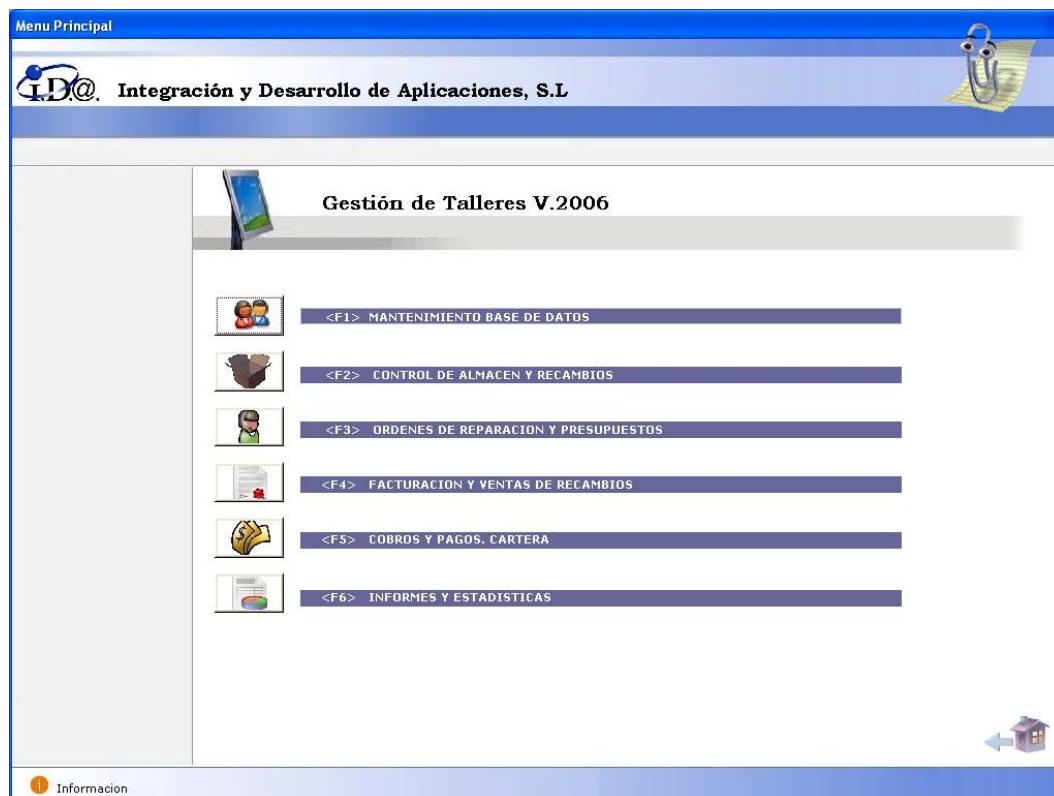 Menu Principal
I.D@. Integración y Desarrollo de Aplicaciones, S.L
Gestión de Talleres V.2006
<F1> MANTENIMIENTO BASE DE DATOS
<F2> CONTROL DE ALMACEN Y RECAMBIOS
<F3> ORDENES DE REPARACION Y PRESUPUESTOS
<F4> FACTURACION Y VENTAS DE RECAMBIOS
<F5> COBROS Y PAGOS. CARTERA
<F6> INFORMES Y ESTADISTICAS
Informacion